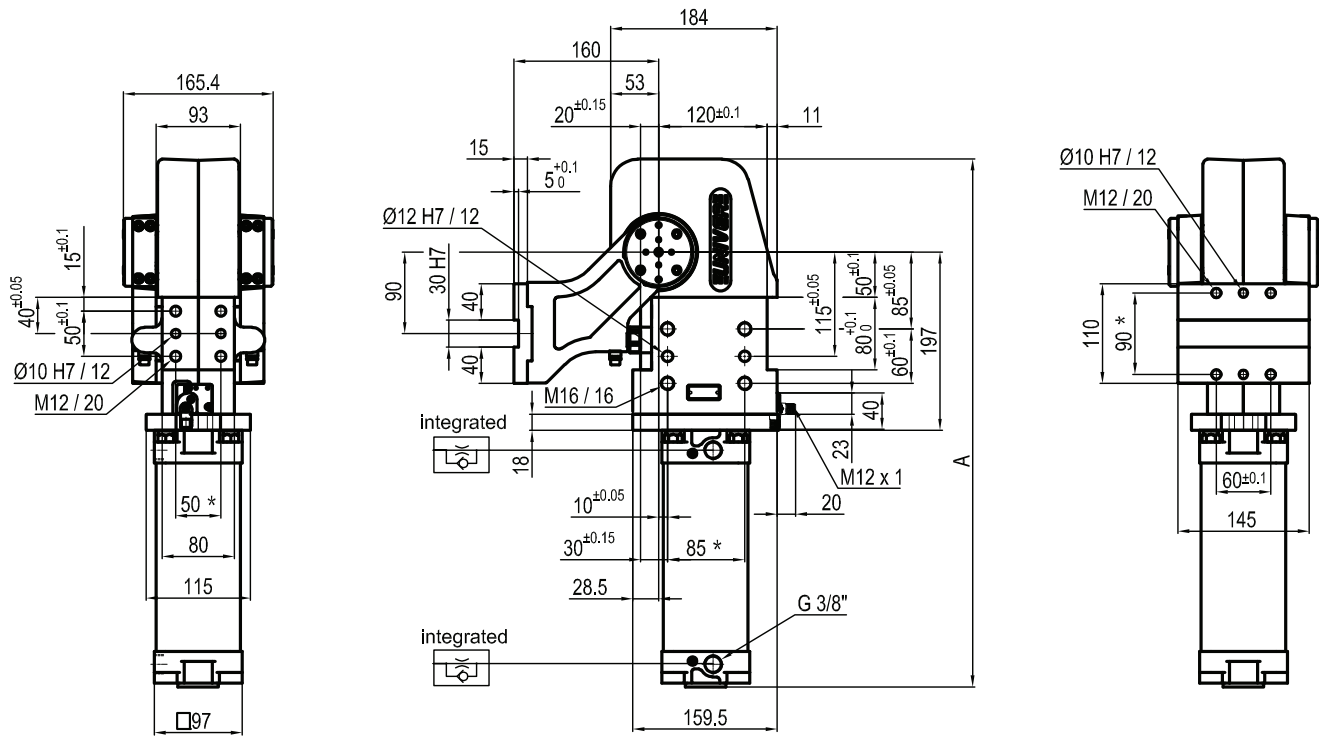 165.4
93
15±0.1
40±0.05
50±0.1
Ø10 H7 / 12
M12 / 20
50 *
80
115
□97
184
160
53
20±0.15
120±0.1
11
15
5 +0.1 0
Ø12 H7 / 12
90
30 H7
40
40
M16 / 16
integrated
18
115±0.05
50±0.1
85±0.05
80 +0.1 0
60±0.1
197
40
23
M12 x 1
20
A
10±0.05
30±0.15
85 *
28.5
G 3/8"
integrated
159.5
Ø10 H7 / 12
M12 / 20
110
90 *
60±0.1
145